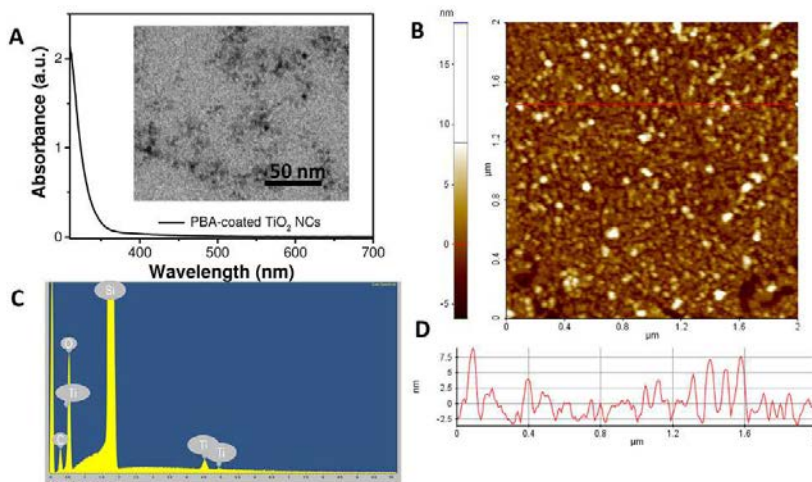 A
Absorbance (a.u.)
2
1
0
50 nm
PBA-coated TiO₂ NCs
400 500 600 700
Wavelength (nm)
B
nm
15
10
5
0
-5
µm
2
1.6
1.2
0.8
0.4
0
0 0.4 0.8 1.2 1.6 2
µm
C
Si
O
Ti
C
Ti
Ti
D
nm
7.5
5
2.5
0
-2.5
0 0.4 0.8 1.2 1.6
µm